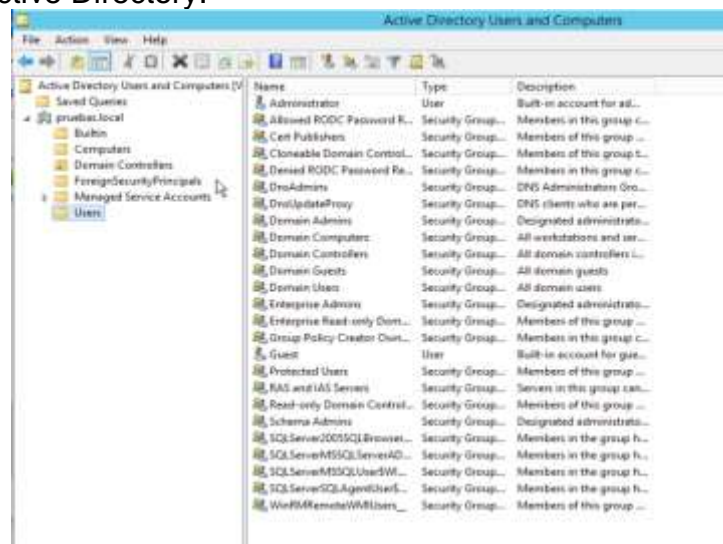 ctive Directory.
Active Directory Users and Computers
File Action View Help
Active Directory Users and Computers [V
Saved Queries
pruebas.local
Builtin
Computers
Domain Controllers
ForeignSecurityPrincipals
Managed Service Accounts
Users
Name Type Description
Administrator User Built-in account for ad...
Allowed RODC Password R... Security Group... Members in this group c...
Cert Publishers Security Group... Members of this group ...
Cloneable Domain Control... Security Group... Members of this group t...
Denied RODC Password Re... Security Group... Members in this group c...
DnsAdmins Security Group... DNS Administrators Gro...
DnsUpdateProxy Security Group... DNS clients who are per...
Domain Admins Security Group... Designated administrato...
Domain Computers Security Group... All workstations and ser...
Domain Controllers Security Group... All domain controllers i...
Domain Guests Security Group... All domain guests
Domain Users Security Group... All domain users
Enterprise Admins Security Group... Designated administrato...
Enterprise Read-only Dom... Security Group... Members of this group ...
Group Policy Creator Own... Security Group... Members in this group c...
Guest User Built-in account for gue...
Protected Users Security Group... Members of this group ...
RAS and IAS Servers Security Group... Servers in this group can...
Read-only Domain Control... Security Group... Members of this group ...
Schema Admins Security Group... Designated administrato...
SQLServer2005SQLBrowser... Security Group... Members in the group h...
SQLServerMSSQLServerAD... Security Group... Members in the group h...
SQLServerMSSQLUser$WI... Security Group... Members in the group h...
SQLServerSQLAgentUser$... Security Group... Members in the group h...
WinRMRemoteWMIUsers__ Security Group... Members of this group ...